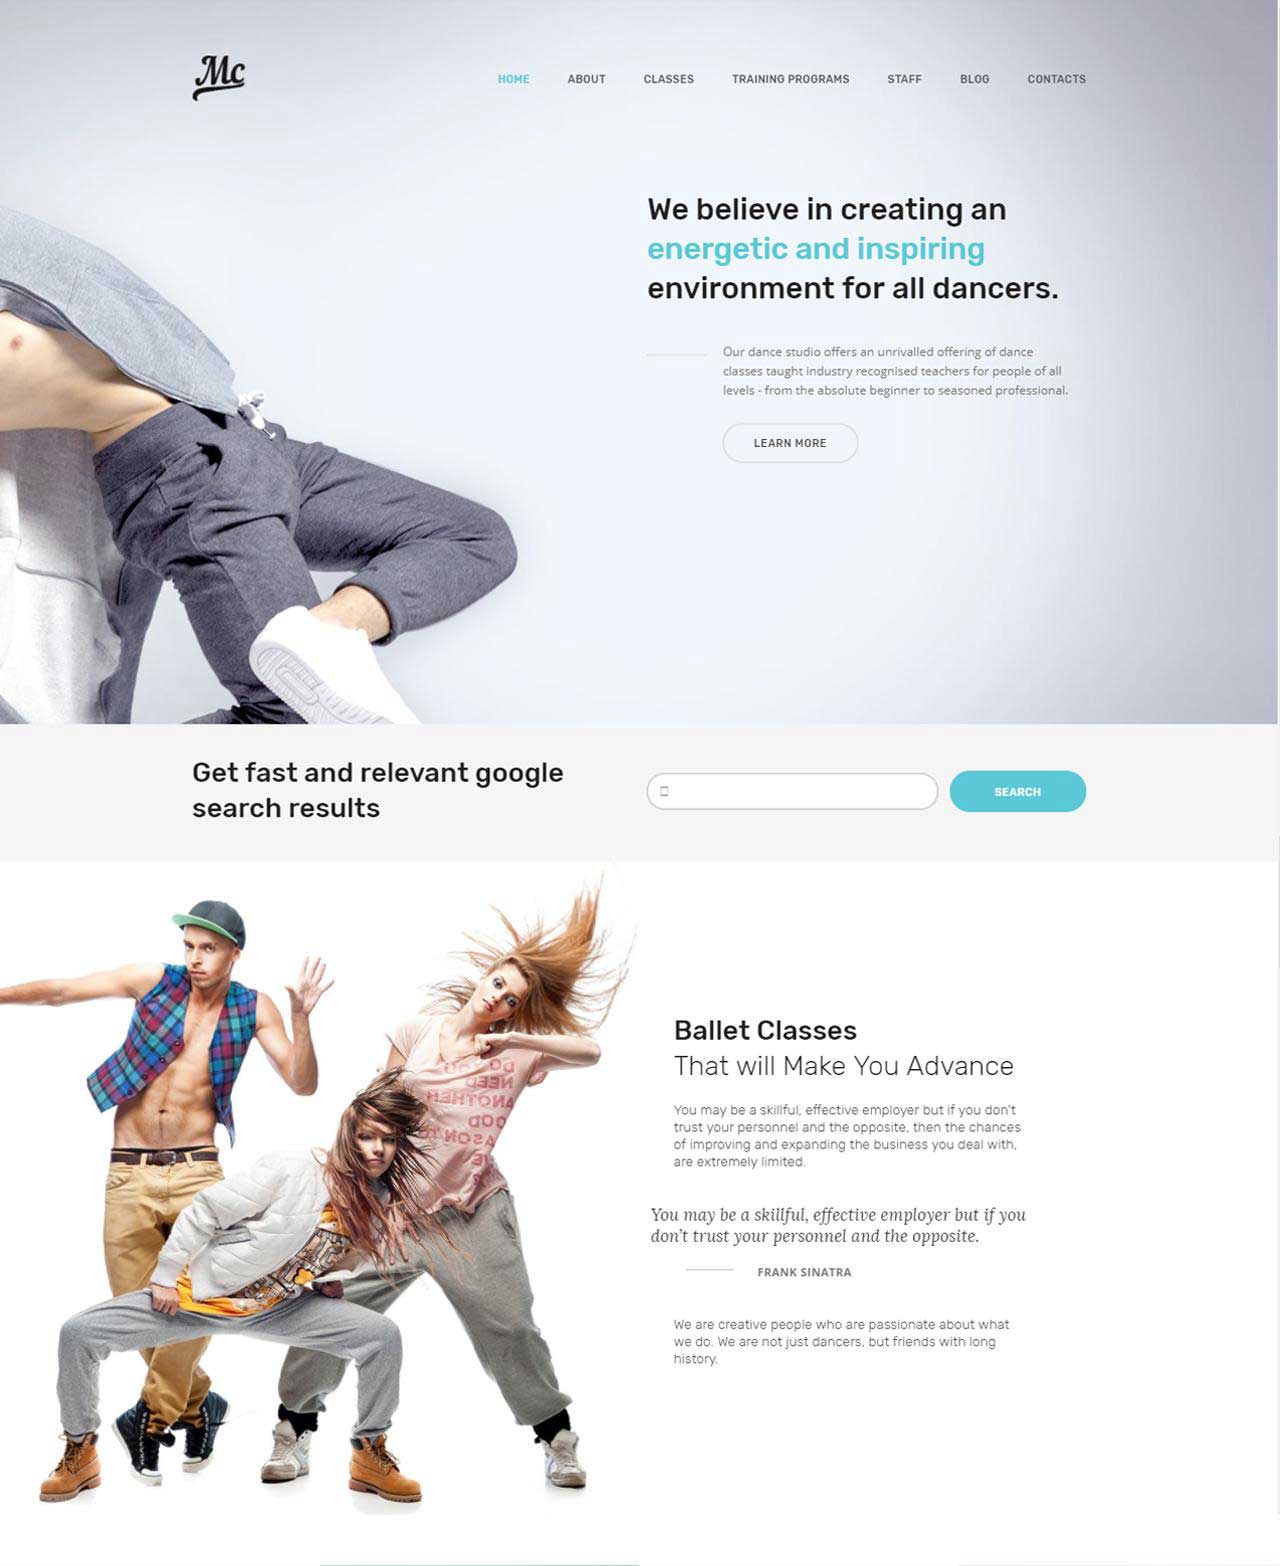 Mc
HOME ABOUT CLASSES TRAINING PROGRAMS STAFF BLOG CONTACTS
We believe in creating an
energetic and inspiring
environment for all dancers.
Our dance studio offers an unrivalled offering of dance
classes taught industry recognised teachers for people of all
levels - from the absolute beginner to seasoned professional.
LEARN MORE
Get fast and relevant google
search results
SEARCH
Ballet Classes
That will Make You Advance
You may be a skillful, effective employer but if you don't
trust your personnel and the opposite, then the chances
of improving and expanding the business you deal with,
are extremely limited.
You may be a skillful, effective employer but if you
don't trust your personnel and the opposite.
FRANK SINATRA
We are creative people who are passionate about what
we do. We are not just dancers, but friends with long
history.
DO YOU
NEED
ANOTHER
GOOD